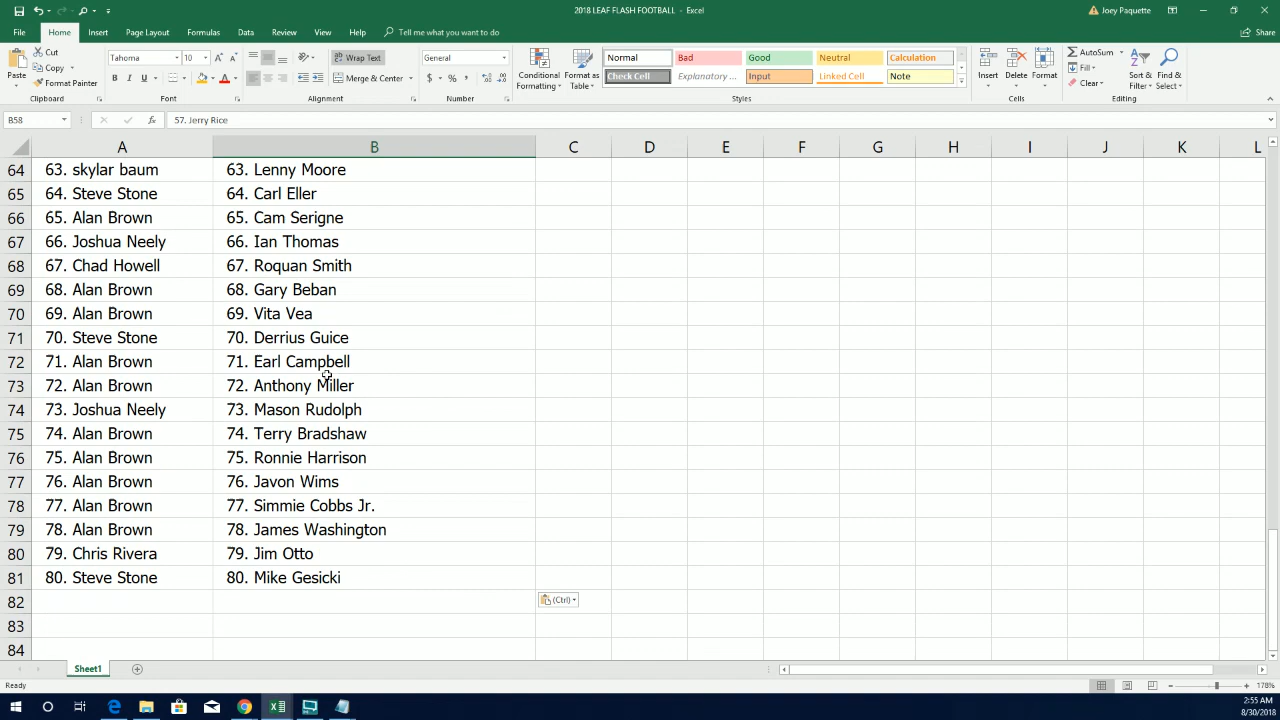 2018 LEAF FLASH FOOTBALL - Excel
Joey Paquette
File Home Insert Page Layout Formulas Data Review View Help Tell me what you want to do Share
Paste Cut Copy Format Painter Clipboard
Tahoma 10 B I U Font
Wrap Text Merge & Center Alignment
General $ % , Number
Conditional Formatting Format as Table
Normal Bad Good Neutral Calculation
Check Cell Explanatory ... Input Linked Cell Note
Styles
Insert Delete Format Cells
AutoSum Fill Clear Sort & Filter Find & Select Editing
B58 fx 57. Jerry Rice
A B C D E F G H I J K L
64 63. skylar baum 63. Lenny Moore
65 64. Steve Stone 64. Carl Eller
66 65. Alan Brown 65. Cam Serigne
67 66. Joshua Neely 66. Ian Thomas
68 67. Chad Howell 67. Roquan Smith
69 68. Alan Brown 68. Gary Beban
70 69. Alan Brown 69. Vita Vea
71 70. Steve Stone 70. Derrius Guice
72 71. Alan Brown 71. Earl Campbell
73 72. Alan Brown 72. Anthony Miller
74 73. Joshua Neely 73. Mason Rudolph
75 74. Alan Brown 74. Terry Bradshaw
76 75. Alan Brown 75. Ronnie Harrison
77 76. Alan Brown 76. Javon Wims
78 77. Alan Brown 77. Simmie Cobbs Jr.
79 78. Alan Brown 78. James Washington
80 79. Chris Rivera 79. Jim Otto
81 80. Steve Stone 80. Mike Gesicki
82 (Ctrl)
83
84
Sheet1
Ready 178%
2:55 AM
8/30/2018